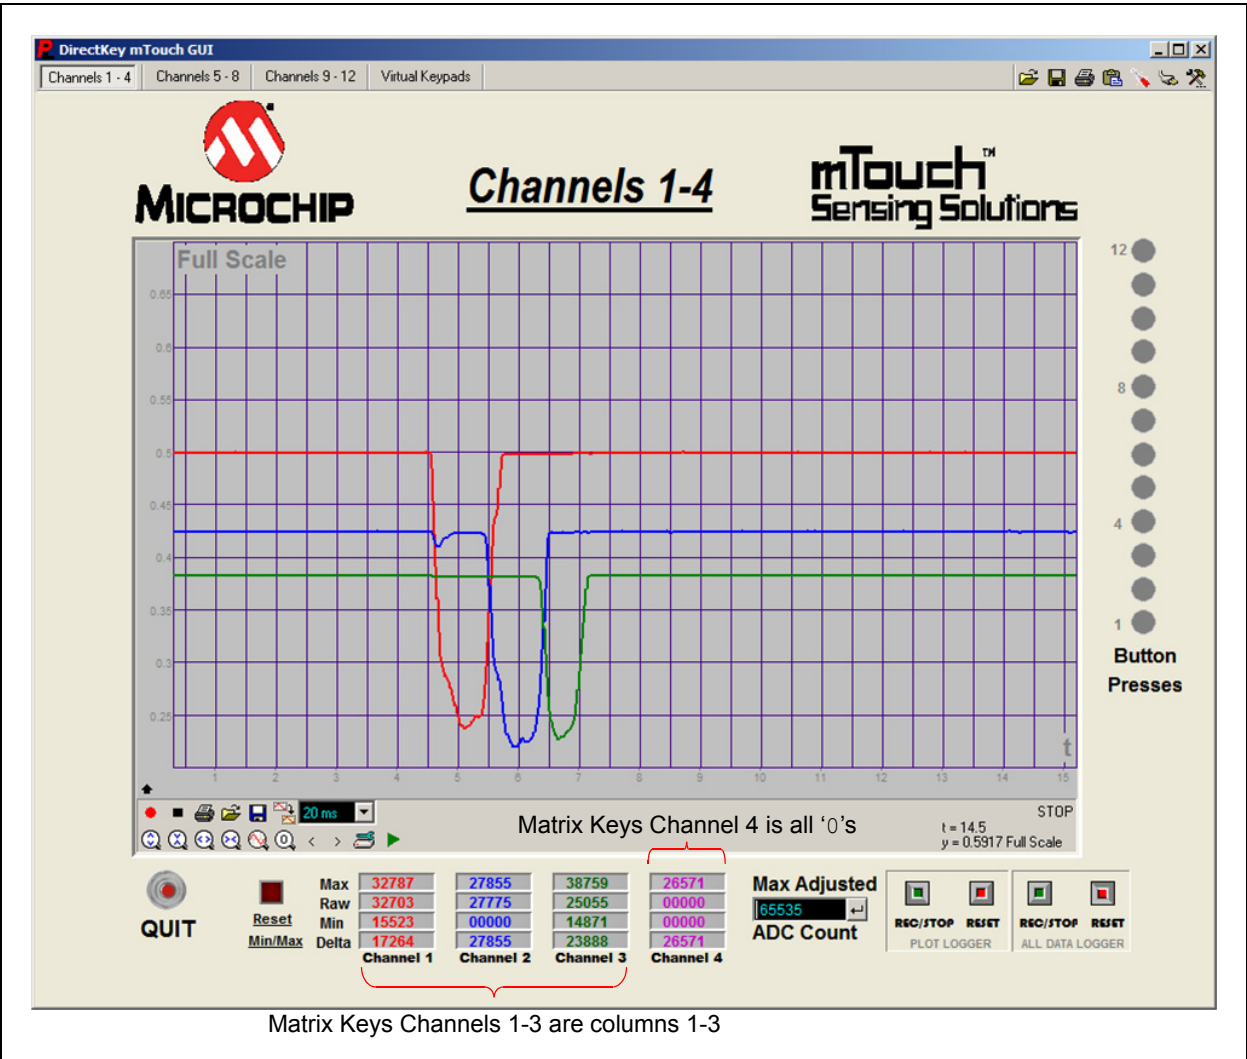 DirectKey mTouch GUI
Channels 1 - 4 Channels 5 - 8 Channels 9 - 12 Virtual Keypads
MICROCHIP
Channels 1-4
mTouch™
Sensing Solutions
Full Scale
0.65
0.6
0.55
0.5
0.45
0.4
0.35
0.3
0.25
t
1 2 3 4 5 6 7 8 9 10 11 12 13 14 15
12
8
4
1
Button
Presses
20 ms
STOP
t = 14.5
y = 0.5917 Full Scale
Matrix Keys Channel 4 is all ‘0’s
QUIT
Reset
Min/Max
Max 32787 27855 38759 26571
Raw 32703 27775 25055 00000
Min 15523 00000 14871 00000
Delta 17264 27855 23888 26571
Channel 1 Channel 2 Channel 3 Channel 4
Max Adjusted
65535
ADC Count
REC/STOP RESET REC/STOP RESET
PLOT LOGGER ALL DATA LOGGER
Matrix Keys Channels 1-3 are columns 1-3